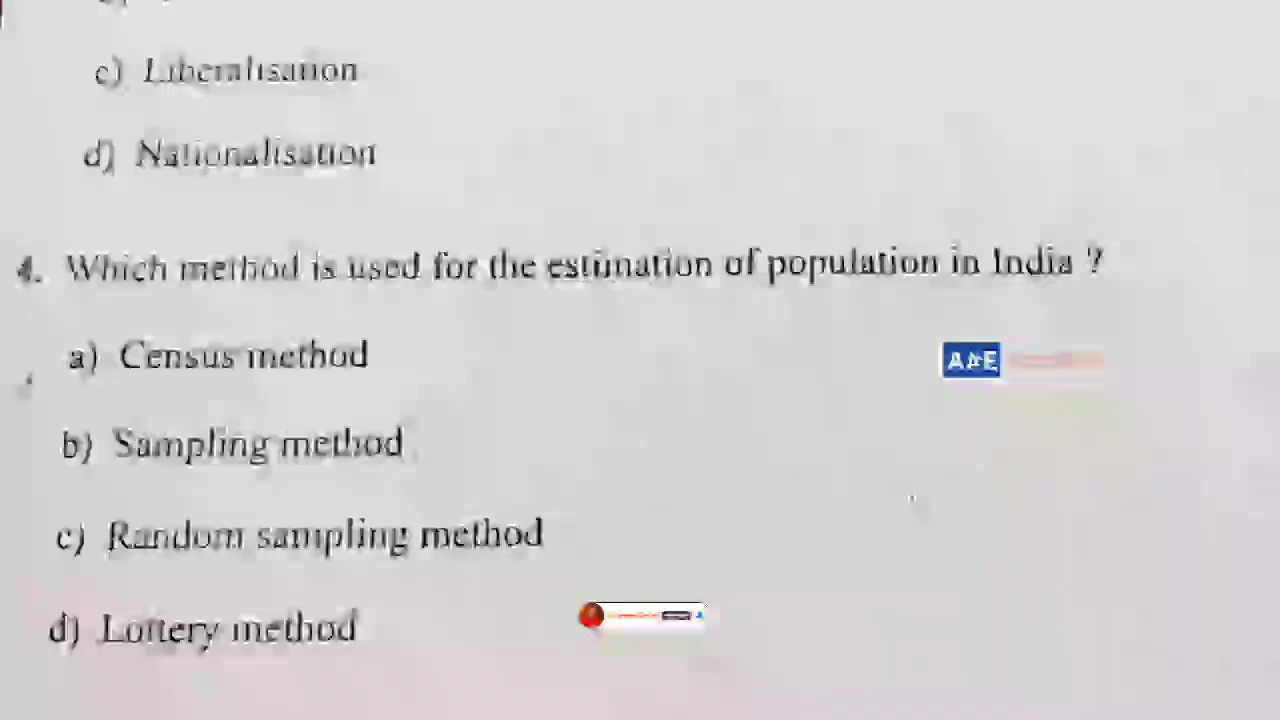 c) Liberalisation
d) Nationalisation
4. Which method is used for the estimation of population in India ?
a) Census method
b) Sampling method
c) Random sampling method
d) Lottery method